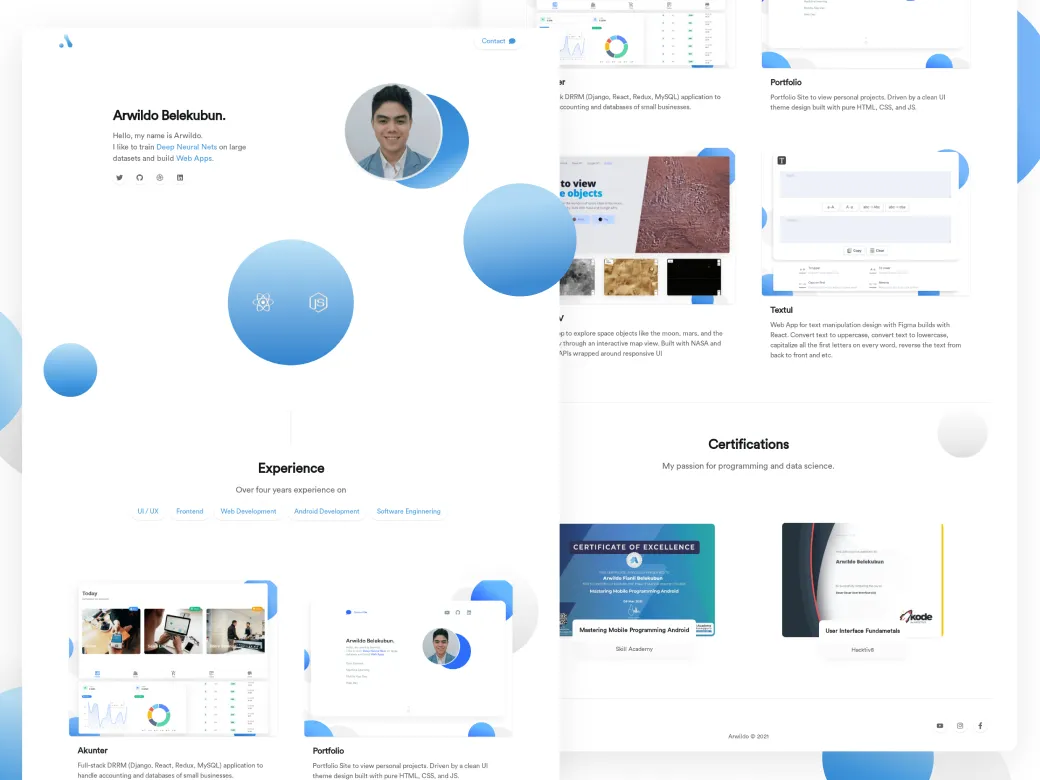 Contact
Arwildo Belekubun.
Hello, my name is Arwildo.
I like to train Deep Neural Nets on large
datasets and build Web Apps.
JS
Experience
Over four years experience on
UI / UX
Frontend
Web Development
Android Development
Software Enginnering
Today
Arwildo Belekubun.
Akunter
Full-stack DRRM (Django, React, Redux, MySQL) application to
handle accounting and databases of small businesses.
Portfolio
Portfolio Site to view personal projects. Driven by a clean UI
theme design built with pure HTML, CSS, and JS.
er
k DRRM (Django, React, Redux, MySQL) application to
accounting and databases of small businesses.
Portfolio
Portfolio Site to view personal projects. Driven by a clean UI
theme design built with pure HTML, CSS, and JS.
to view
e objects
V
p to explore space objects like the moon, mars, and the
through an interactive map view. Built with NASA and
APIs wrapped around responsive UI
T
Copy
Clear
Textul
Web App for text manipulation design with Figma builds with
React. Convert text to uppercase, convert text to lowercase,
capitalize all the first letters on every word, reverse the text from
back to front and etc.
Certifications
My passion for programming and data science.
CERTIFICATE OF EXCELLENCE
Arwildo Fianli Belekubun
Mastering Mobile Programming Android
Mastering Mobile Programming Android
Skill Academy
Arwildo Belekubun
kode
User Interface Fundametals
Hacktiv8
Arwildo © 2021